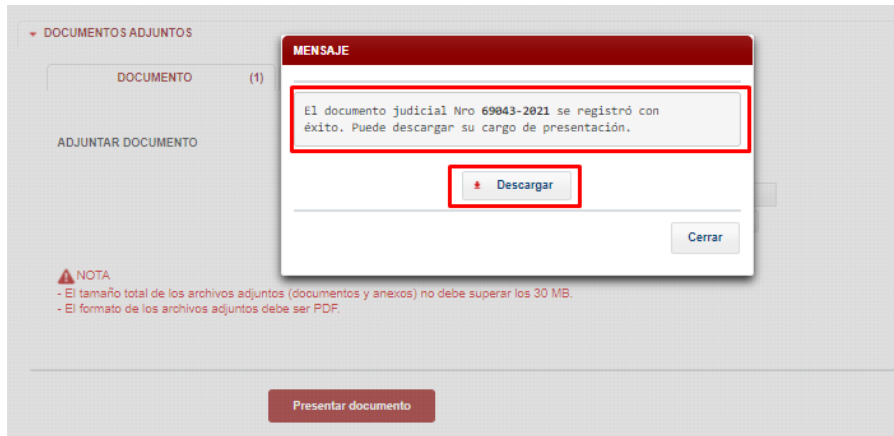 DOCUMENTOS ADJUNTOS
MENSAJE
DOCUMENTO (1)
El documento judicial Nro 69043-2021 se registró con
éxito. Puede descargar su cargo de presentación.
ADJUNTAR DOCUMENTO
Descargar
Cerrar
NOTA
- El tamaño total de los archivos adjuntos (documentos y anexos) no debe superar los 30 MB.
- El formato de los archivos adjuntos debe ser PDF.
Presentar documento